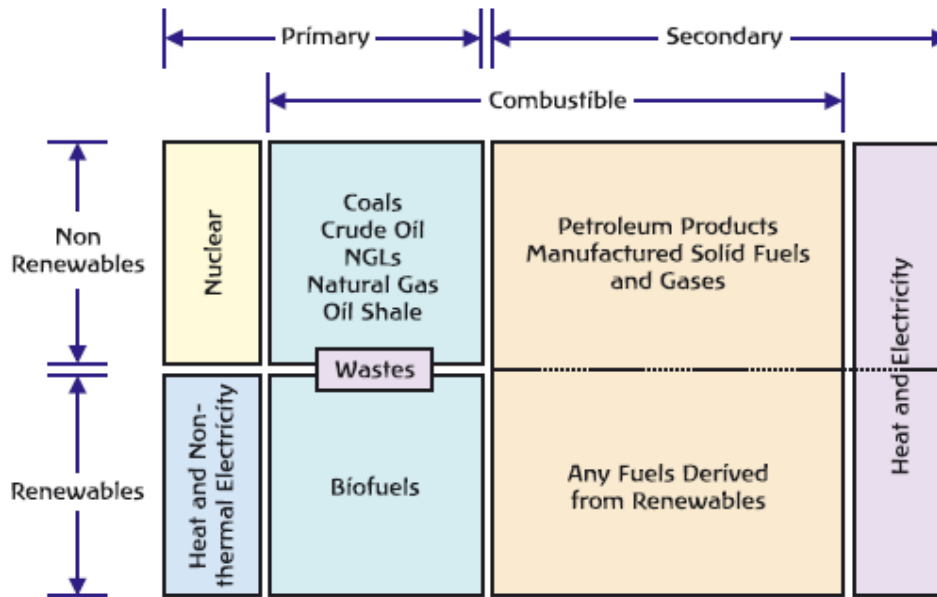 Primary
Secondary
Combustible
Non
Renewables
Nuclear
Coals
Crude Oil
NGLs
Natural Gas
Oil Shale
Petroleum Products
Manufactured Solid Fuels
and Gases
Wastes
Heat and Electricity
Renewables
Heat and Non-
thermal Electricity
Biofuels
Any Fuels Derived
from Renewables